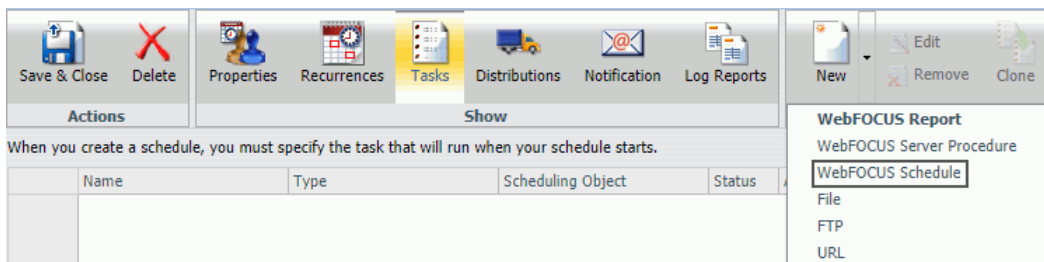 Save & Close Delete Properties Recurrences Tasks Distributions Notification Log Reports New Edit
Remove Clone
Actions Show
WebFOCUS Report
When you create a schedule, you must specify the task that will run when your schedule starts.
WebFOCUS Server Procedure
Name Type Scheduling Object Status
WebFOCUS Schedule
File
FTP
URL